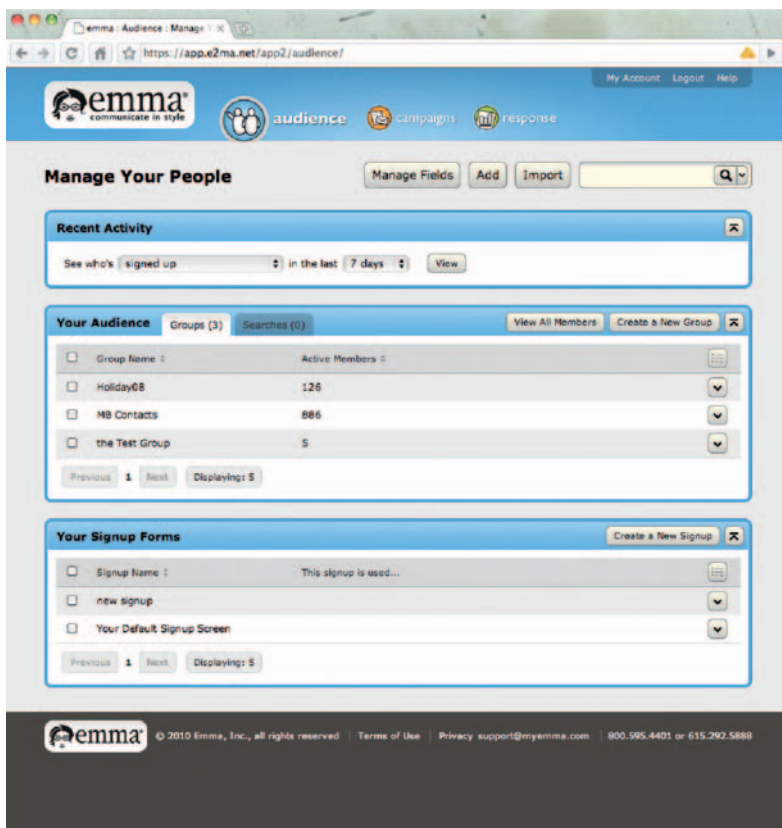 emma : Audience : Manage
https://app.e2ma.net/app2/audience/
My Account Logout Help
emma
communicate in style
audience campaigns response
Manage Your People
Manage Fields Add Import
Recent Activity
See who's signed up in the last 7 days View
Your Audience Groups (3) Searches (0) View All Members Create a New Group
Group Name Active Members
Holiday08 126
MB Contacts 886
the Test Group 5
Previous 1 Next Displaying: 5
Your Signup Forms Create a New Signup
Signup Name This signup is used...
new signup
Your Default Signup Screen
Previous 1 Next Displaying: 5
emma © 2010 Emma, Inc., all rights reserved | Terms of Use | Privacy support@myemma.com | 800.595.4401 or 615.292.5888